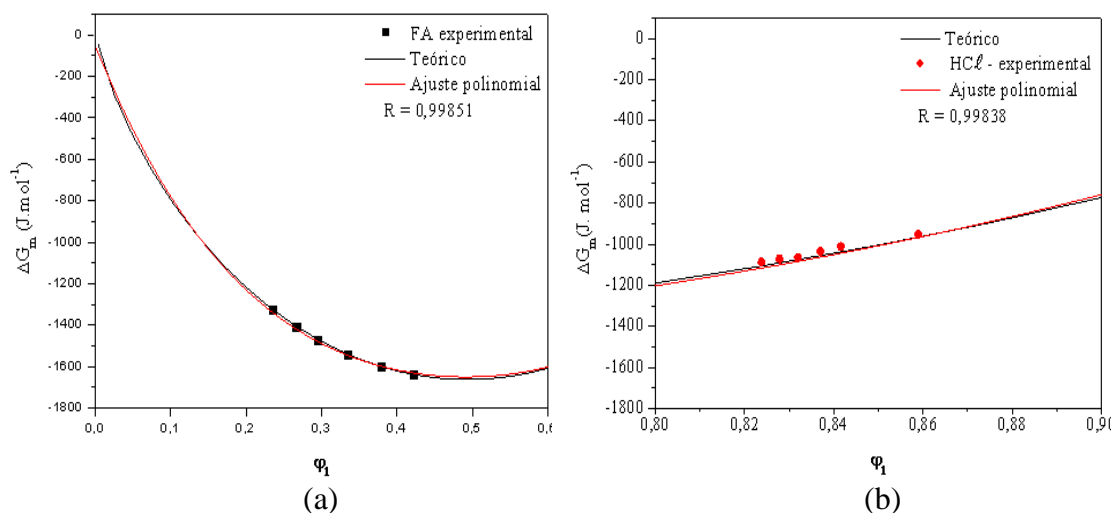 FA experimental
Teórico
Ajuste polinomial
R = 0,99851
0
-200
-400
-600
-800
-1000
-1200
-1400
-1600
-1800
ΔG_m (J.mol⁻¹)
0,0 0,1 0,2 0,3 0,4 0,5 0,6
φ₁
(a)
Teórico
HCℓ - experimental
Ajuste polinomial
R = 0,99838
0
-200
-400
-600
-800
-1000
-1200
-1400
-1600
-1800
ΔG_m (J. mol⁻¹)
0,80 0,82 0,84 0,86 0,88 0,90
φ₁
(b)